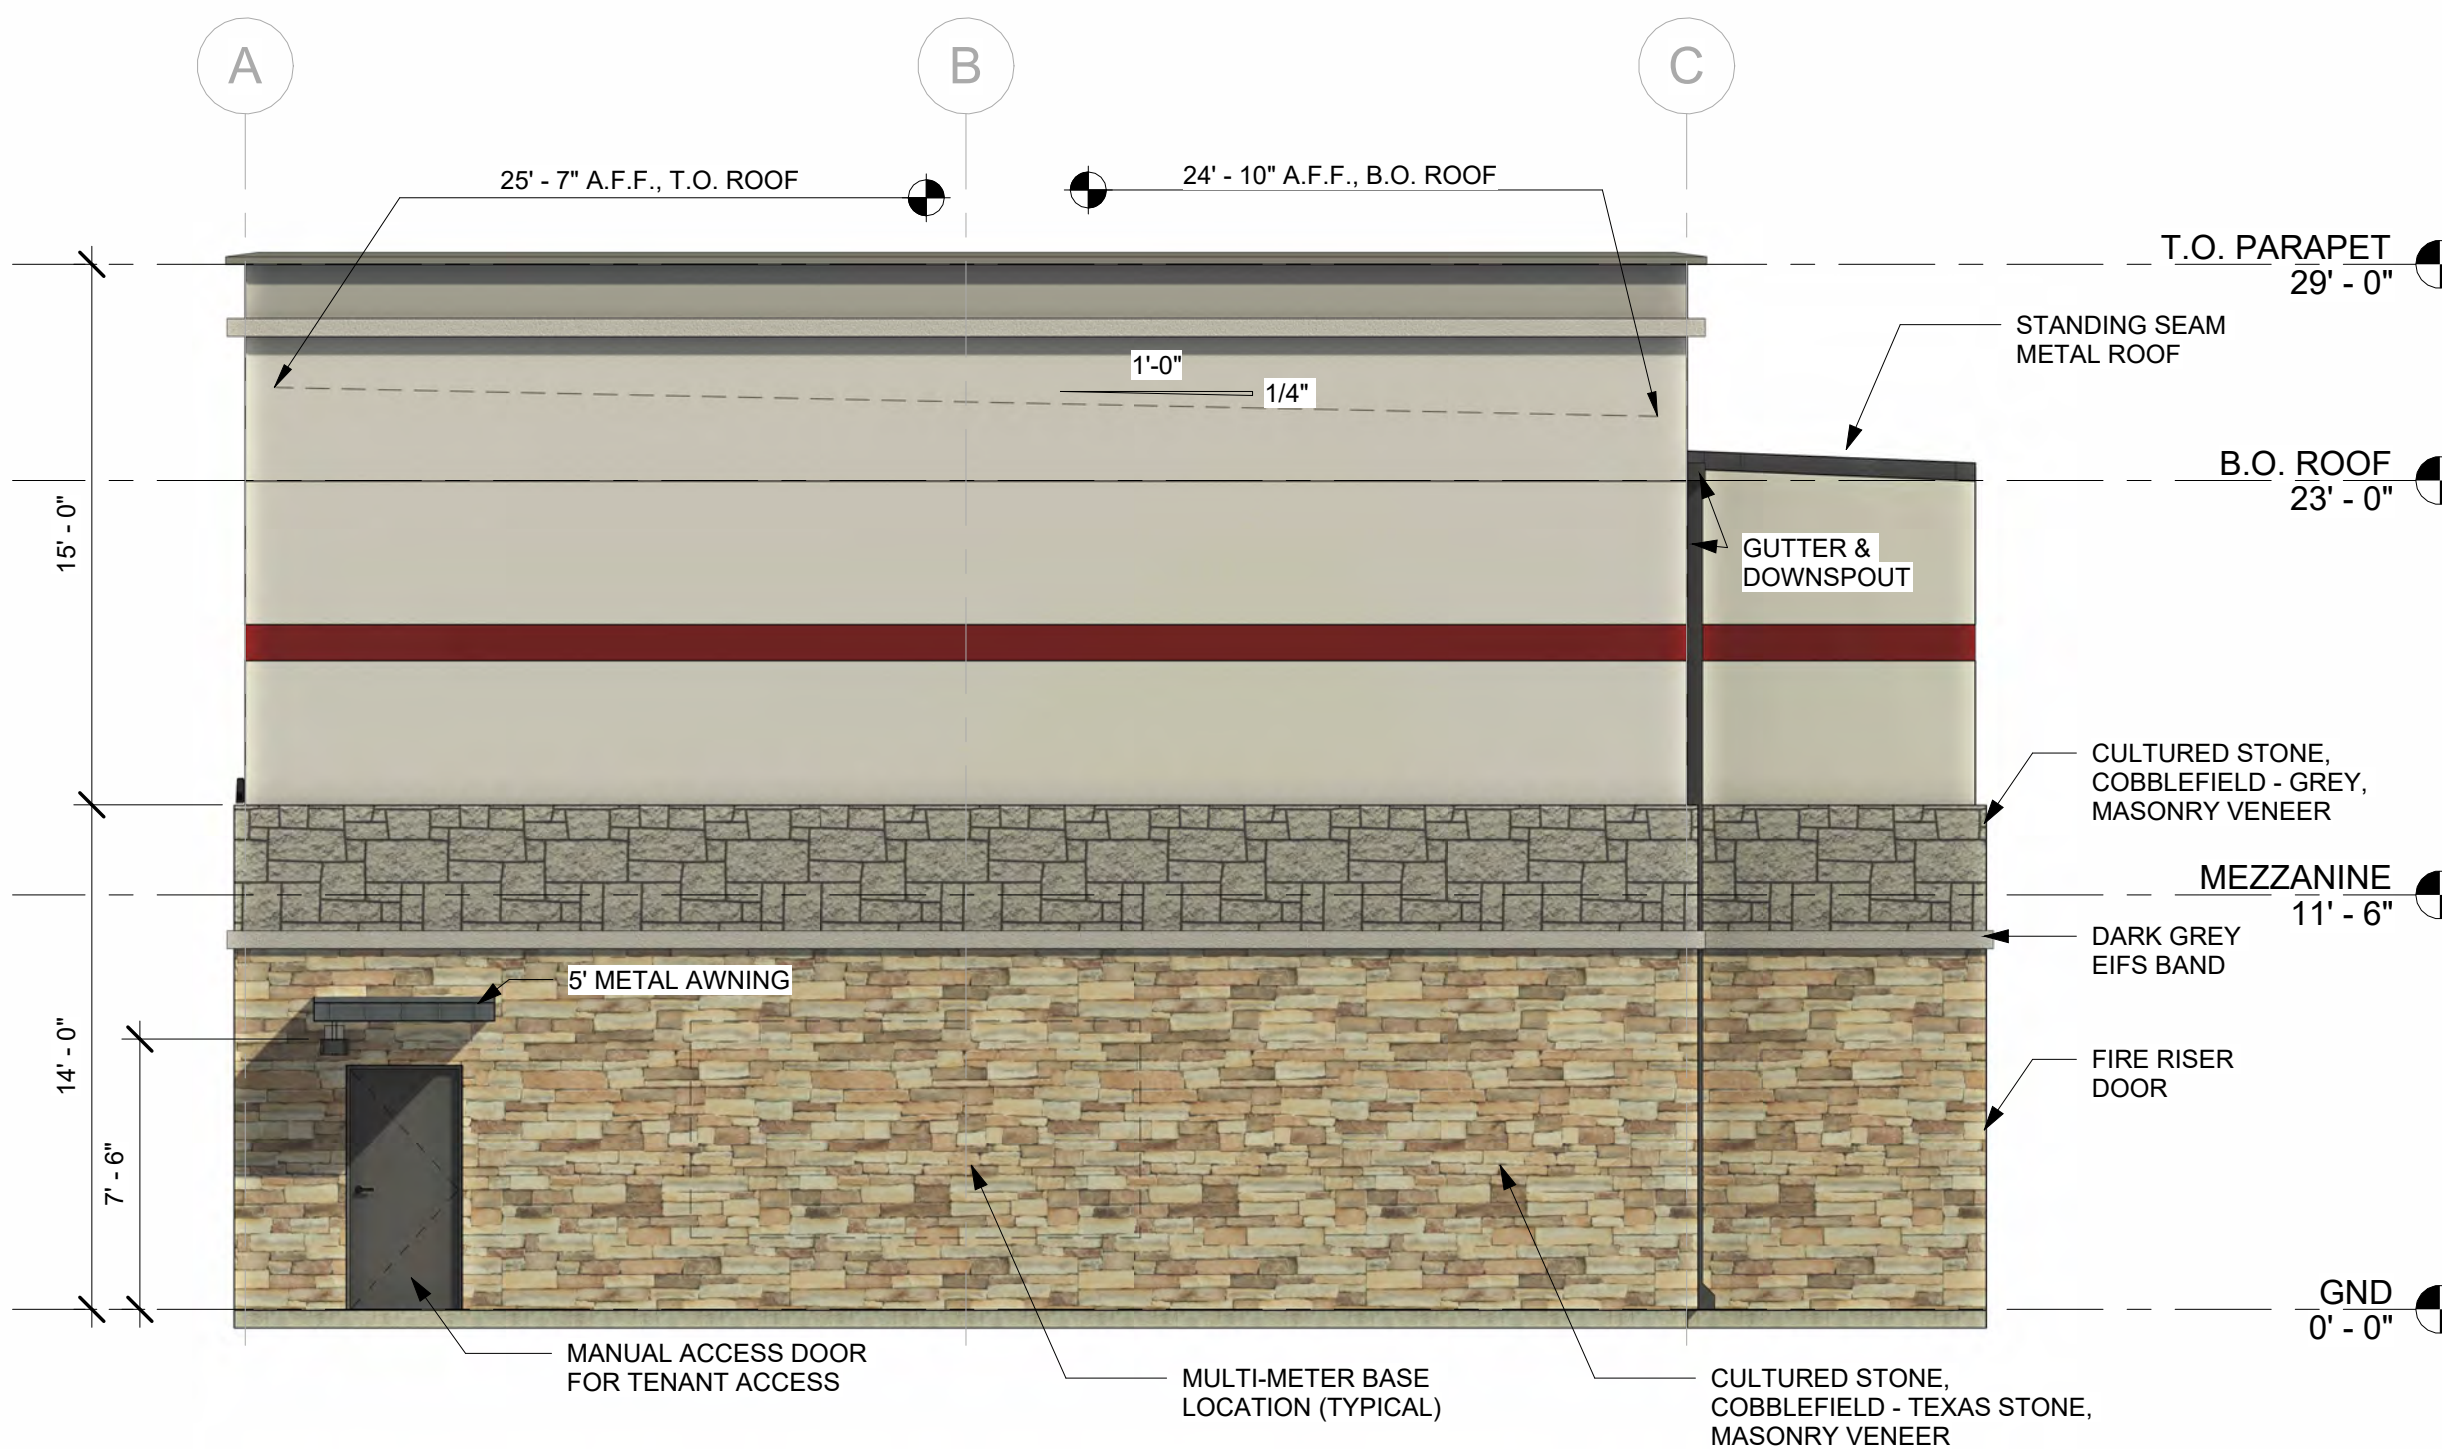 A
B
C
25' - 7" A.F.F., T.O. ROOF
24' - 10" A.F.F., B.O. ROOF
T.O. PARAPET
29' - 0"
STANDING SEAM
METAL ROOF
1'-0"
1/4"
B.O. ROOF
23' - 0"
15' - 0"
GUTTER &
DOWNSPOUT
CULTURED STONE,
COBBLEFIELD - GREY,
MASONRY VENEER
MEZZANINE
11' - 6"
DARK GREY
EIFS BAND
5' METAL AWNING
14' - 0"
FIRE RISER
DOOR
7' - 6"
GND
0' - 0"
MANUAL ACCESS DOOR
FOR TENANT ACCESS
MULTI-METER BASE
LOCATION (TYPICAL)
CULTURED STONE,
COBBLEFIELD - TEXAS STONE,
MASONRY VENEER